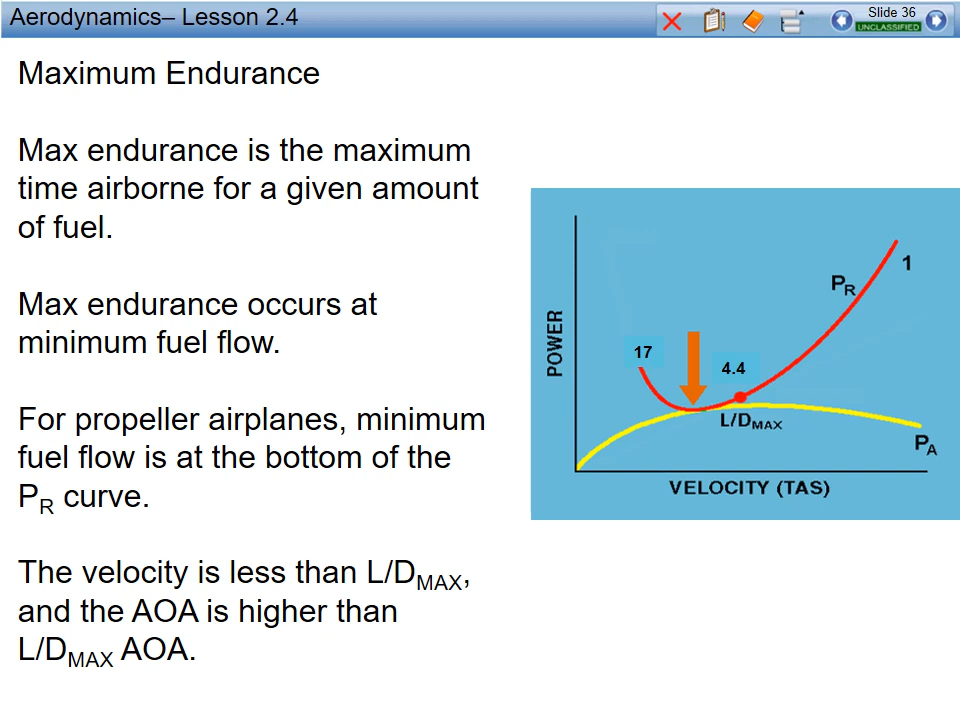 Aerodynamics– Lesson 2.4
Slide 36
UNCLASSIFIED
Maximum Endurance
Max endurance is the maximum
time airborne for a given amount
of fuel.
Max endurance occurs at
minimum fuel flow.
For propeller airplanes, minimum
fuel flow is at the bottom of the
PR curve.
The velocity is less than L/DMAX,
and the AOA is higher than
L/DMAX AOA.
POWER
17
4.4
PR
1
L/DMAX
PA
VELOCITY (TAS)